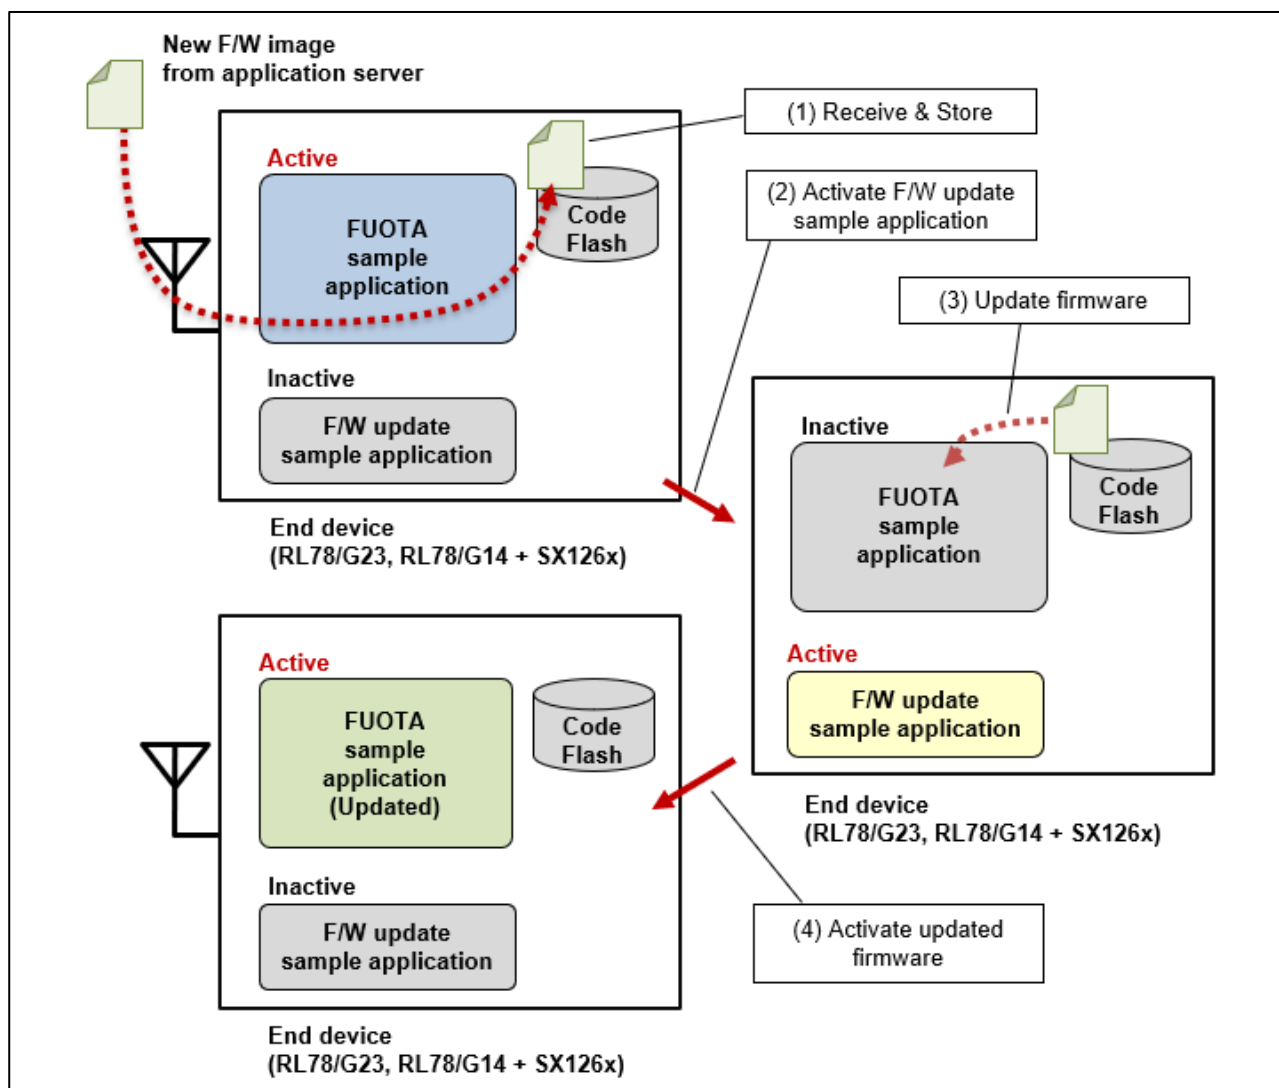 New F/W image
from application server
(1) Receive & Store
Active
FUOTA
sample
application
Code
Flash
(2) Activate F/W update
sample application
(3) Update firmware
Inactive
F/W update
sample application
End device
(RL78/G23, RL78/G14 + SX126x)
Inactive
FUOTA
sample
application
Code
Flash
Active
F/W update
sample application
End device
(RL78/G23, RL78/G14 + SX126x)
Active
FUOTA
sample
application
(Updated)
Code
Flash
Inactive
F/W update
sample application
(4) Activate updated
firmware
End device
(RL78/G23, RL78/G14 + SX126x)